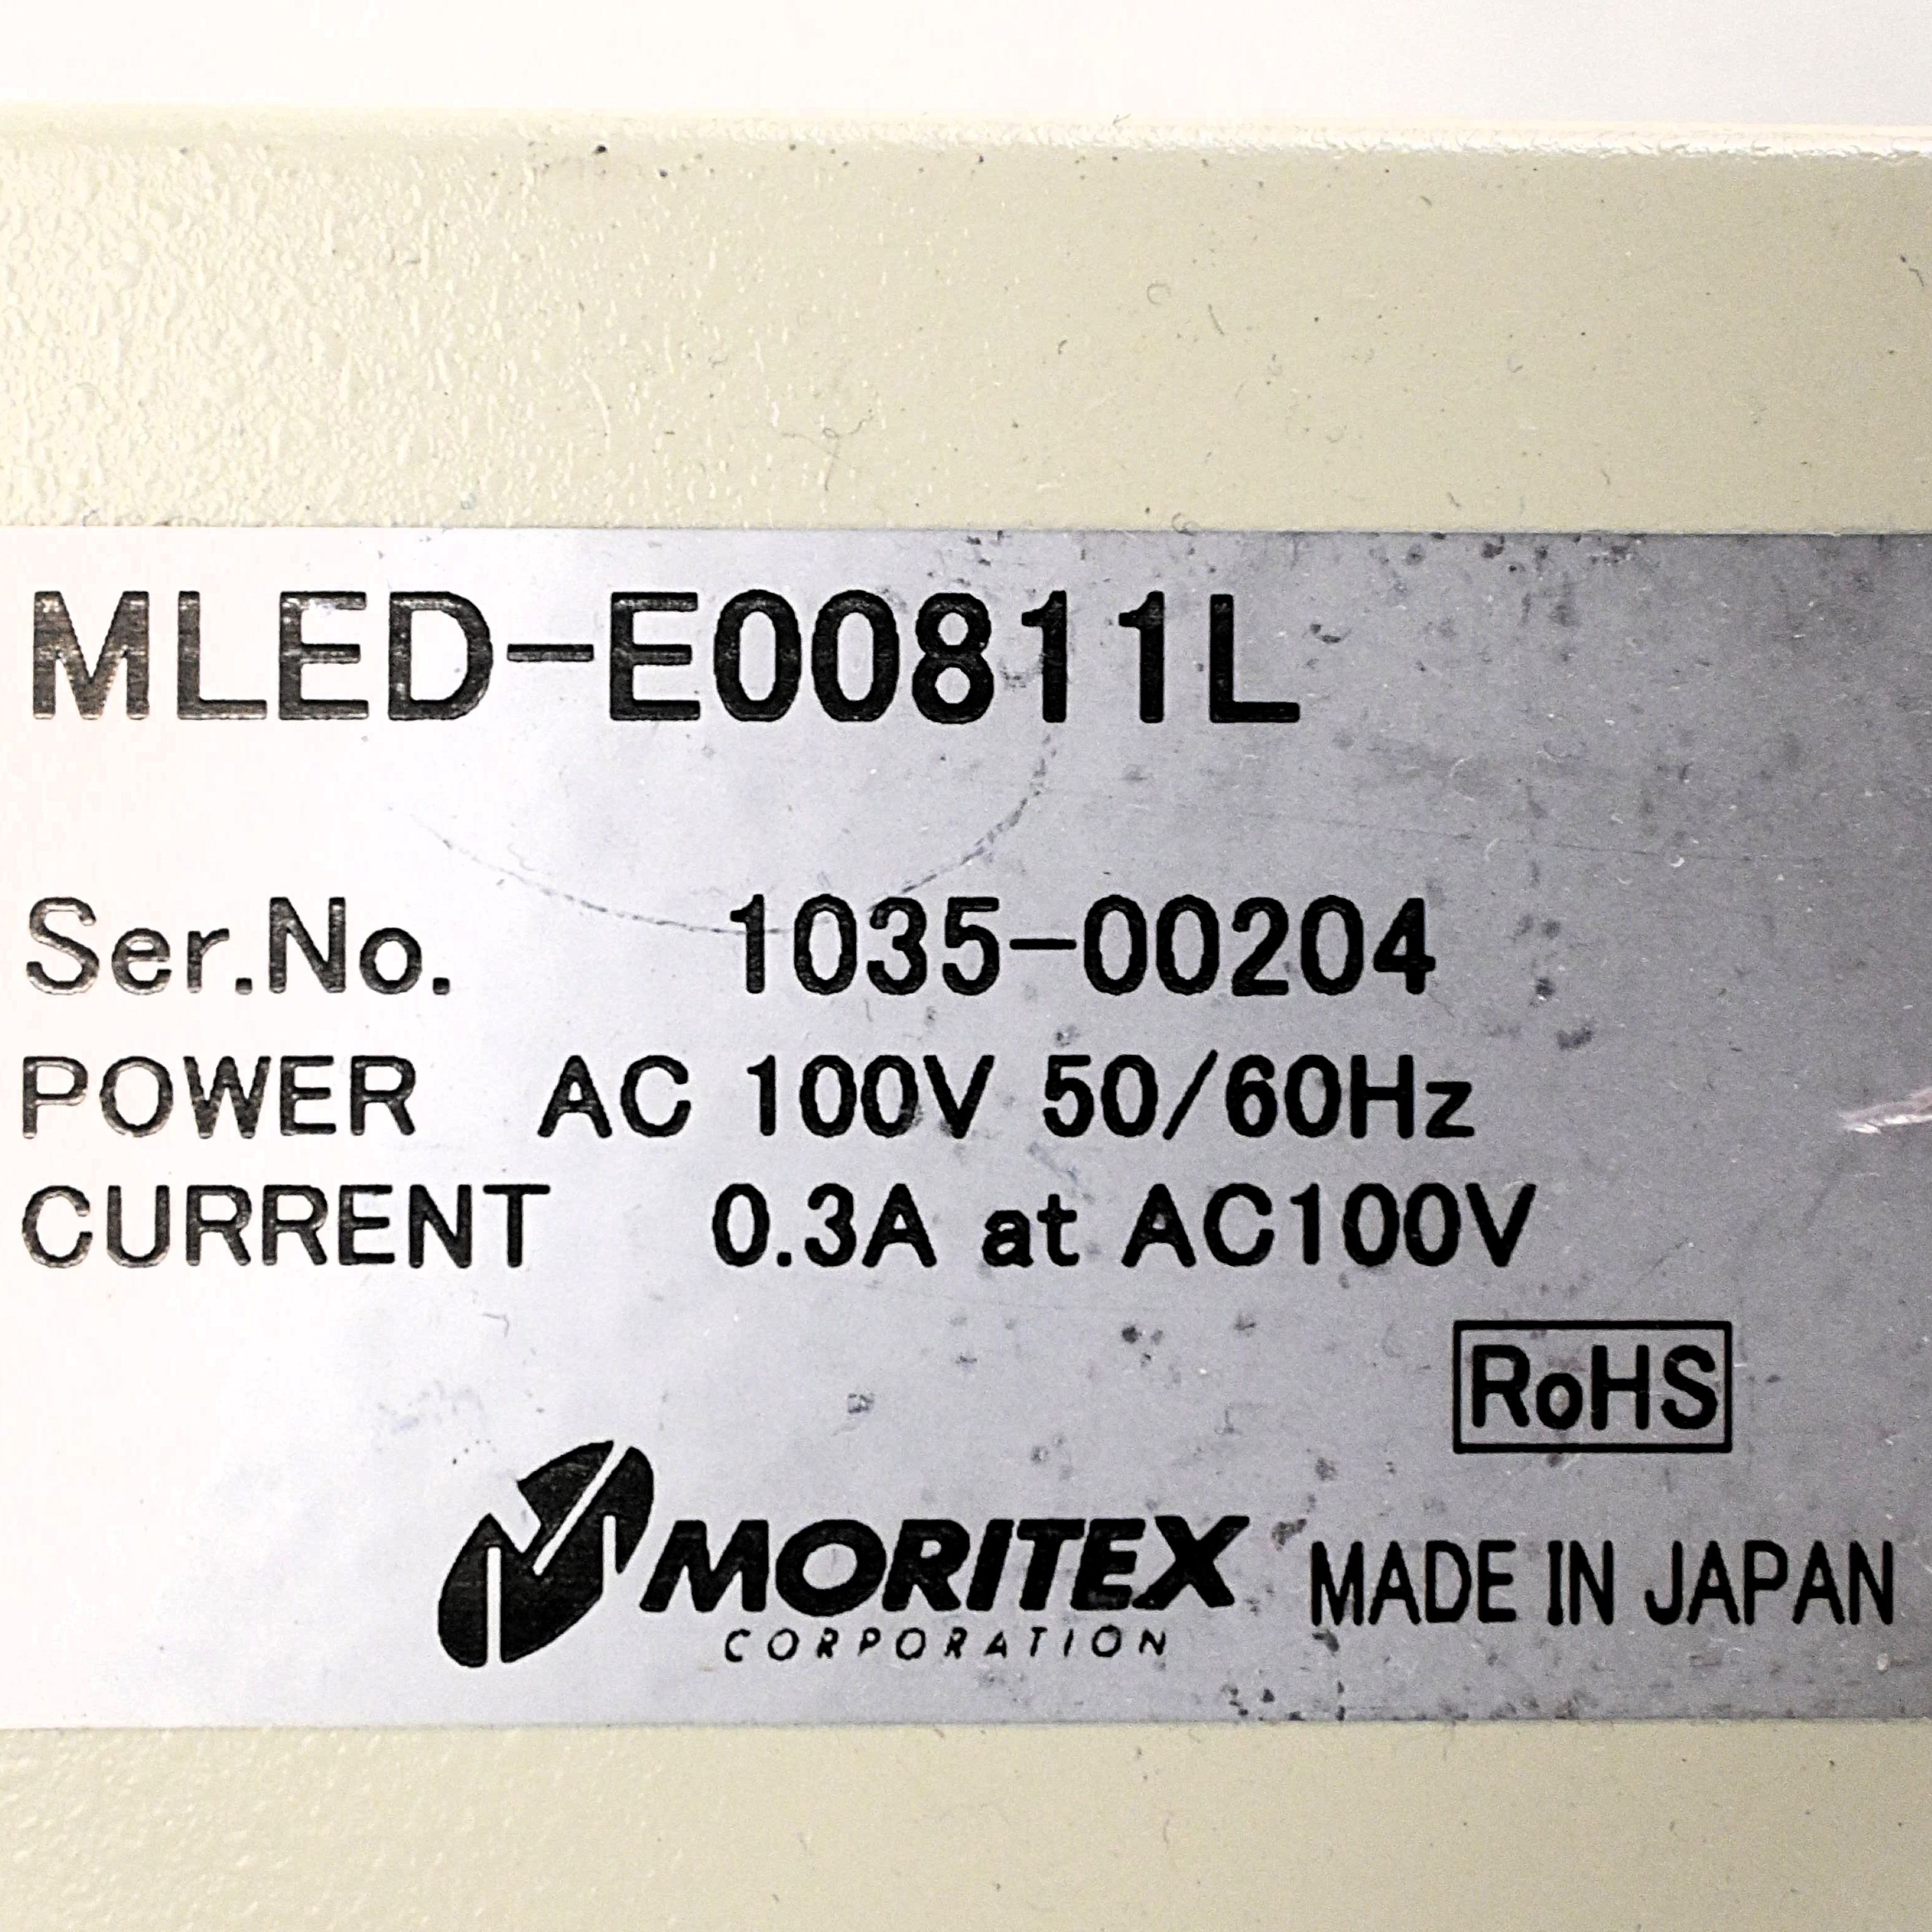 MLED-E00811L
Ser.No. 1035-00204
POWER AC 100V 50/60Hz
CURRENT 0.3A at AC100V
RoHS
MORITEX
CORPORATION
MADE IN JAPAN